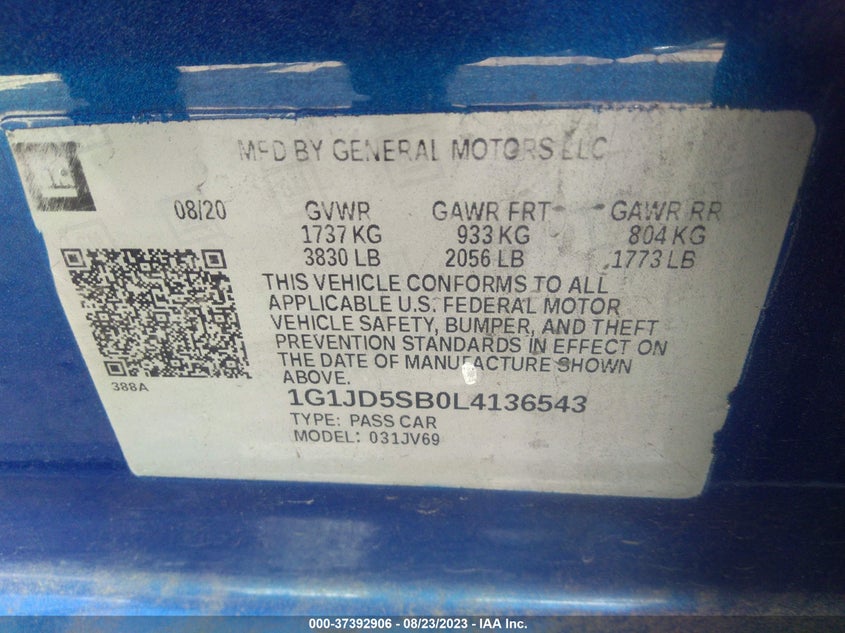 MFD BY GENERAL MOTORS LLC
08/20
GVWR GAWR FRT GAWR RR
1737 KG 933 KG 804 KG
3830 LB 2056 LB 1773 LB
THIS VEHICLE CONFORMS TO ALL
APPLICABLE U.S. FEDERAL MOTOR
VEHICLE SAFETY, BUMPER, AND THEFT
PREVENTION STANDARDS IN EFFECT ON
THE DATE OF MANUFACTURE SHOWN
ABOVE.
388A
1G1JD5SB0L4136543
TYPE: PASS CAR
MODEL: 031JV69
000-37392906 - 08/23/2023 - IAA Inc.